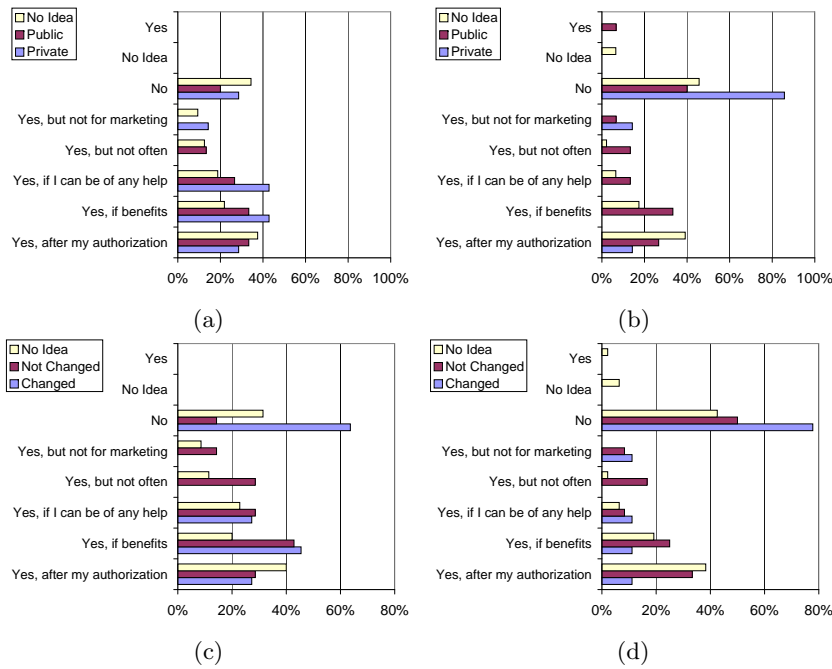 No Idea
Public
Private
Yes
No Idea
No
Yes, but not for marketing
Yes, but not often
Yes, if I can be of any help
Yes, if benefits
Yes, after my authorization
0% 20% 40% 60% 80% 100%
(a)
No Idea
Public
Private
Yes
No Idea
No
Yes, but not for marketing
Yes, but not often
Yes, if I can be of any help
Yes, if benefits
Yes, after my authorization
0% 20% 40% 60% 80% 100%
(b)
No Idea
Not Changed
Changed
Yes
No Idea
No
Yes, but not for marketing
Yes, but not often
Yes, if I can be of any help
Yes, if benefits
Yes, after my authorization
0% 20% 40% 60% 80%
(c)
No Idea
Not Changed
Changed
Yes
No Idea
No
Yes, but not for marketing
Yes, but not often
Yes, if I can be of any help
Yes, if benefits
Yes, after my authorization
0% 20% 40% 60% 80%
(d)